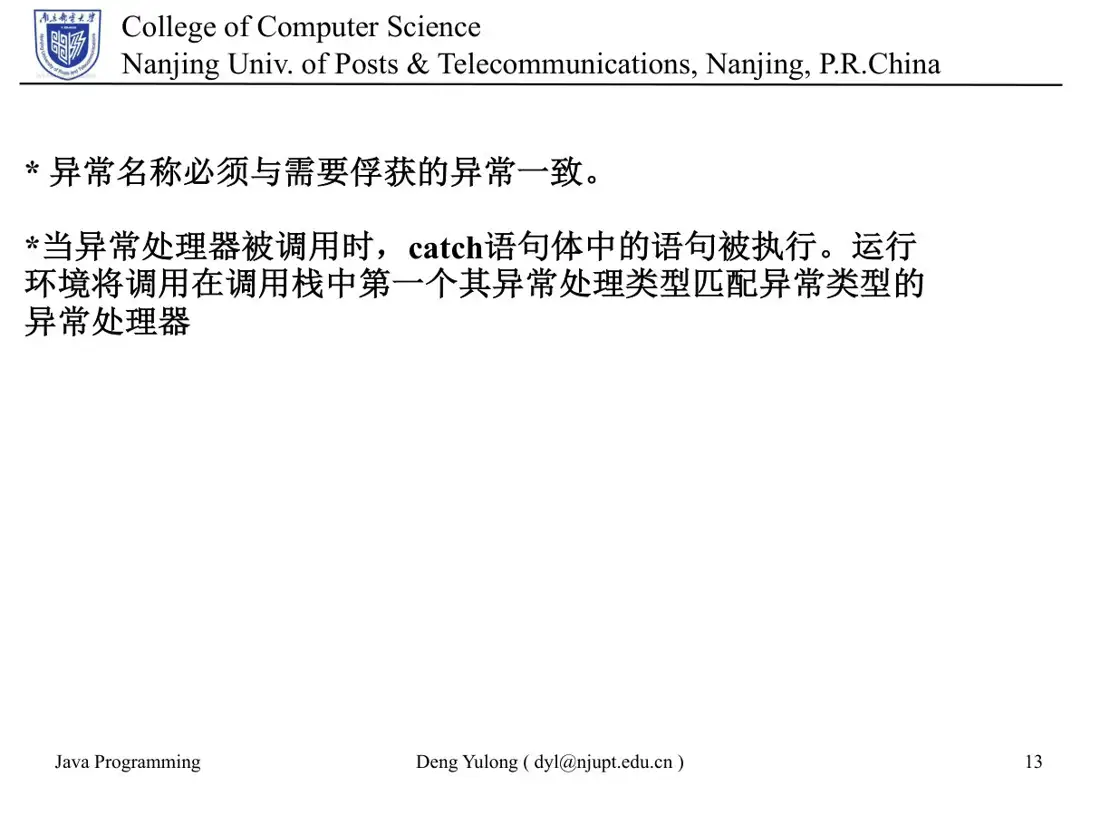 College of Computer Science
Nanjing Univ. of Posts & Telecommunications, Nanjing, P.R.China
* 异常名称必须与需要俘获的异常一致。
*当异常处理器被调用时，catch语句体中的语句被执行。运行
环境将调用在调用栈中第一个其异常处理类型匹配异常类型的
异常处理器
Java Programming
Deng Yulong ( dyl@njupt.edu.cn )
13